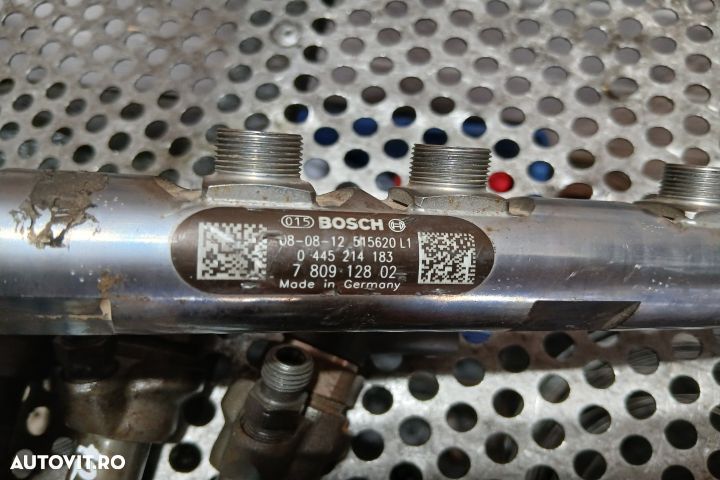 015 BOSCH
08-08-12 515620 L1
0 445 214 183
7 809 128 02
Made in Germany
AUTOVIT.RO